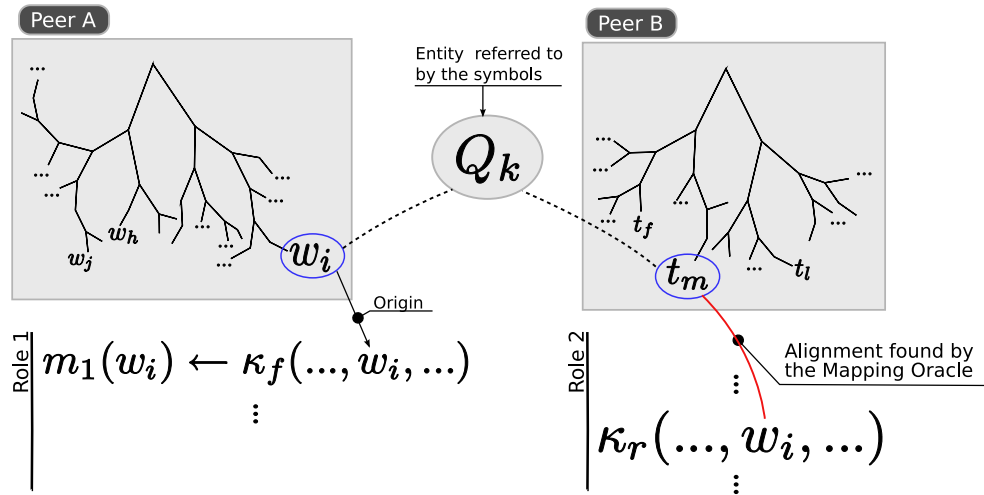 Peer A
Peer B
Entity referred to
by the symbols
Q_k
...
...
...
...
...
...
...
w_h
w_j
w_i
...
...
...
...
...
...
...
t_f
t_l
t_m
Origin
Role 1
m_1(w_i) ← κ_f(..., w_i, ...)
⋮
Role 2
Alignment found by
the Mapping Oracle
⋮
κ_r(..., w_i, ...)
⋮